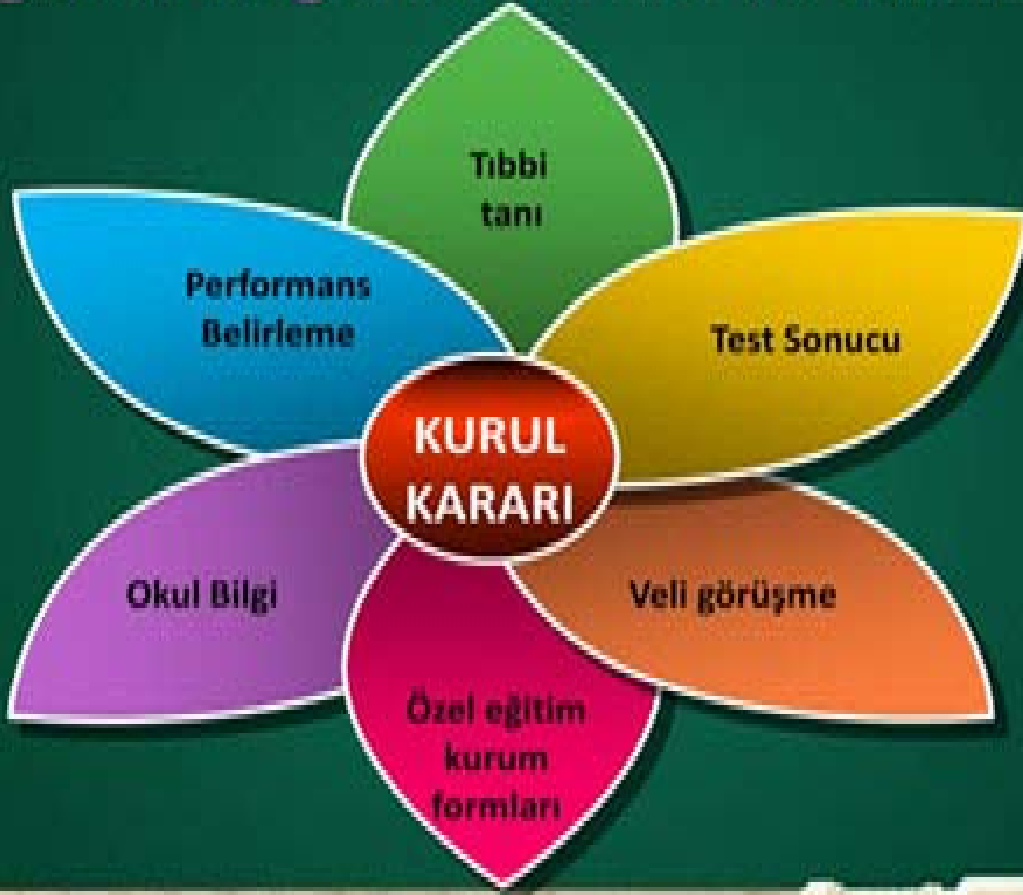 Tıbbi
tanı
Performans
Belirleme
Test Sonucu
KURUL
KARARI
Okul Bilgi
Veli görüşme
Özel eğitim
kurum
formları